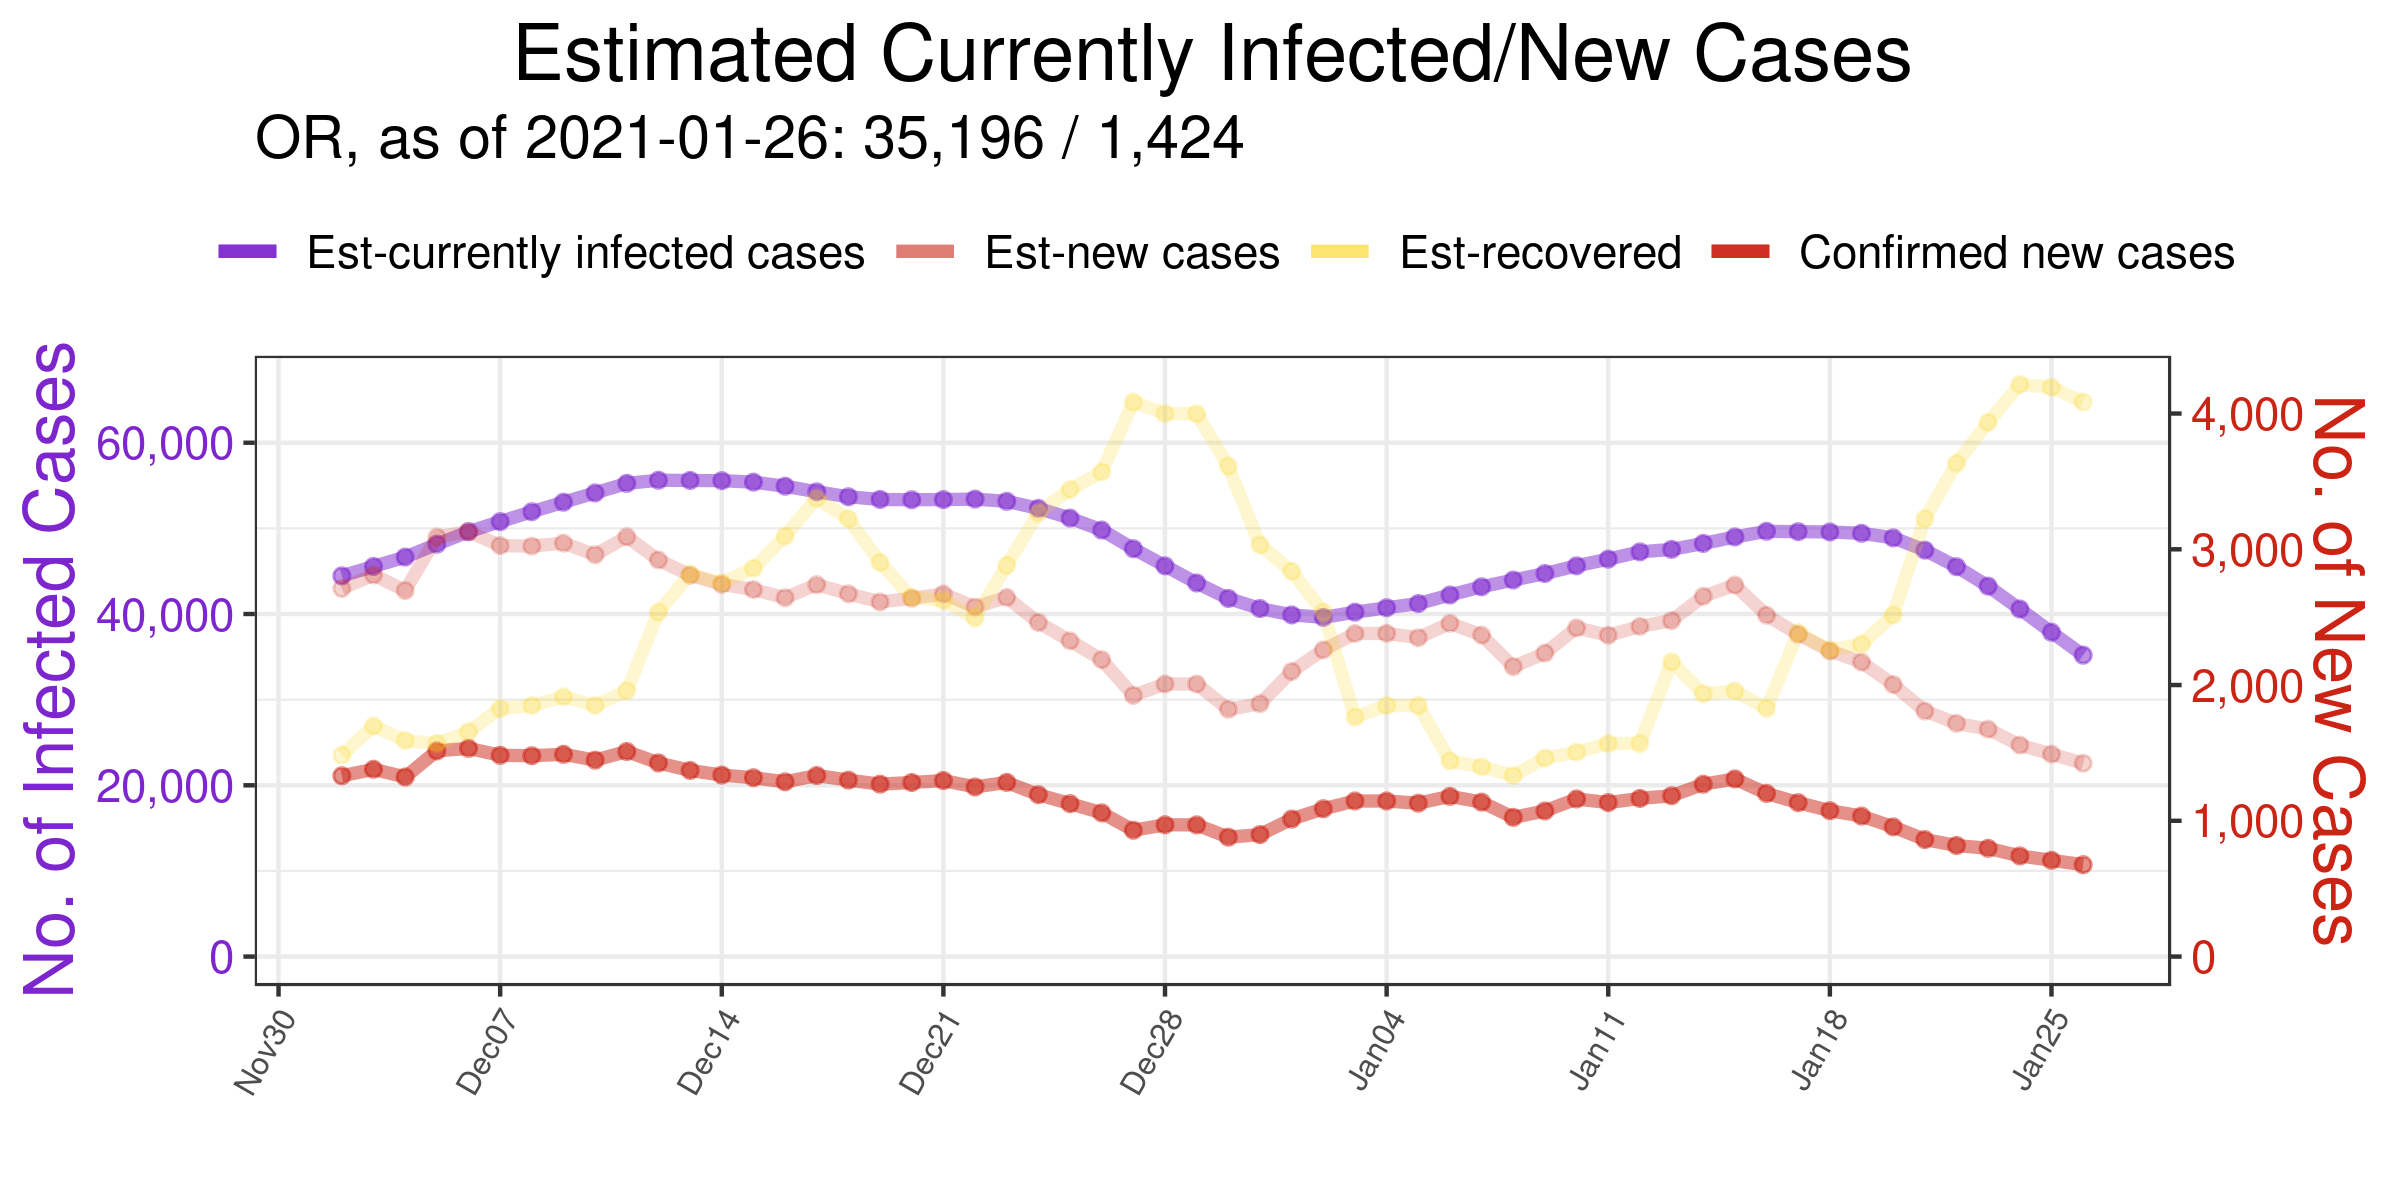 Estimated Currently Infected/New Cases
OR, as of 2021-01-26: 35,196 / 1,424
Est-currently infected cases Est-new cases Est-recovered Confirmed new cases
No. of Infected Cases
60,000
40,000
20,000
0
4,000
3,000
2,000
1,000
0
No. of New Cases
Nov30 Dec07 Dec14 Dec21 Dec28 Jan04 Jan11 Jan18 Jan25